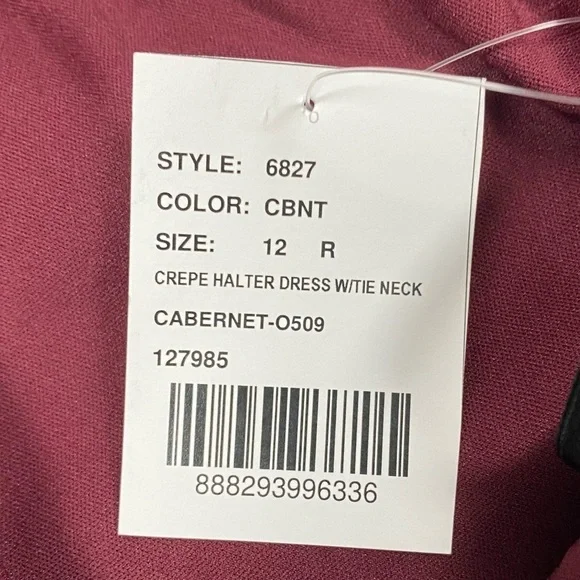 STYLE: 6827
COLOR: CBNT
SIZE: 12 R
CREPE HALTER DRESS W/TIE NECK
CABERNET-O509
127985
888293996336